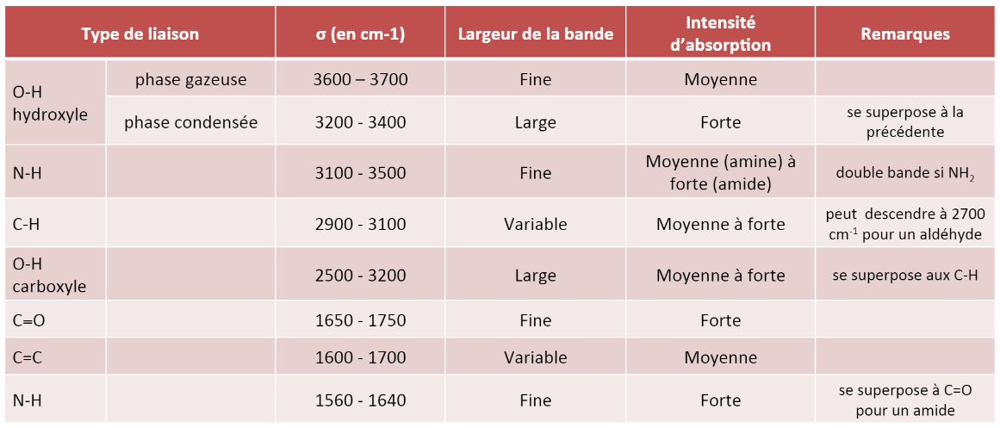 Type de liaison σ (en cm-1) Largeur de la bande Intensité d'absorption Remarques
O-H hydroxyle phase gazeuse 3600 – 3700 Fine Moyenne
phase condensée 3200 - 3400 Large Forte se superpose à la précédente
N-H 3100 - 3500 Fine Moyenne (amine) à forte (amide) double bande si NH₂
C-H 2900 - 3100 Variable Moyenne à forte peut descendre à 2700 cm⁻¹ pour un aldéhyde
O-H carboxyle 2500 - 3200 Large Moyenne à forte se superpose aux C-H
C=O 1650 - 1750 Fine Forte
C=C 1600 - 1700 Variable Moyenne
N-H 1560 - 1640 Fine Forte se superpose à C=O pour un amide